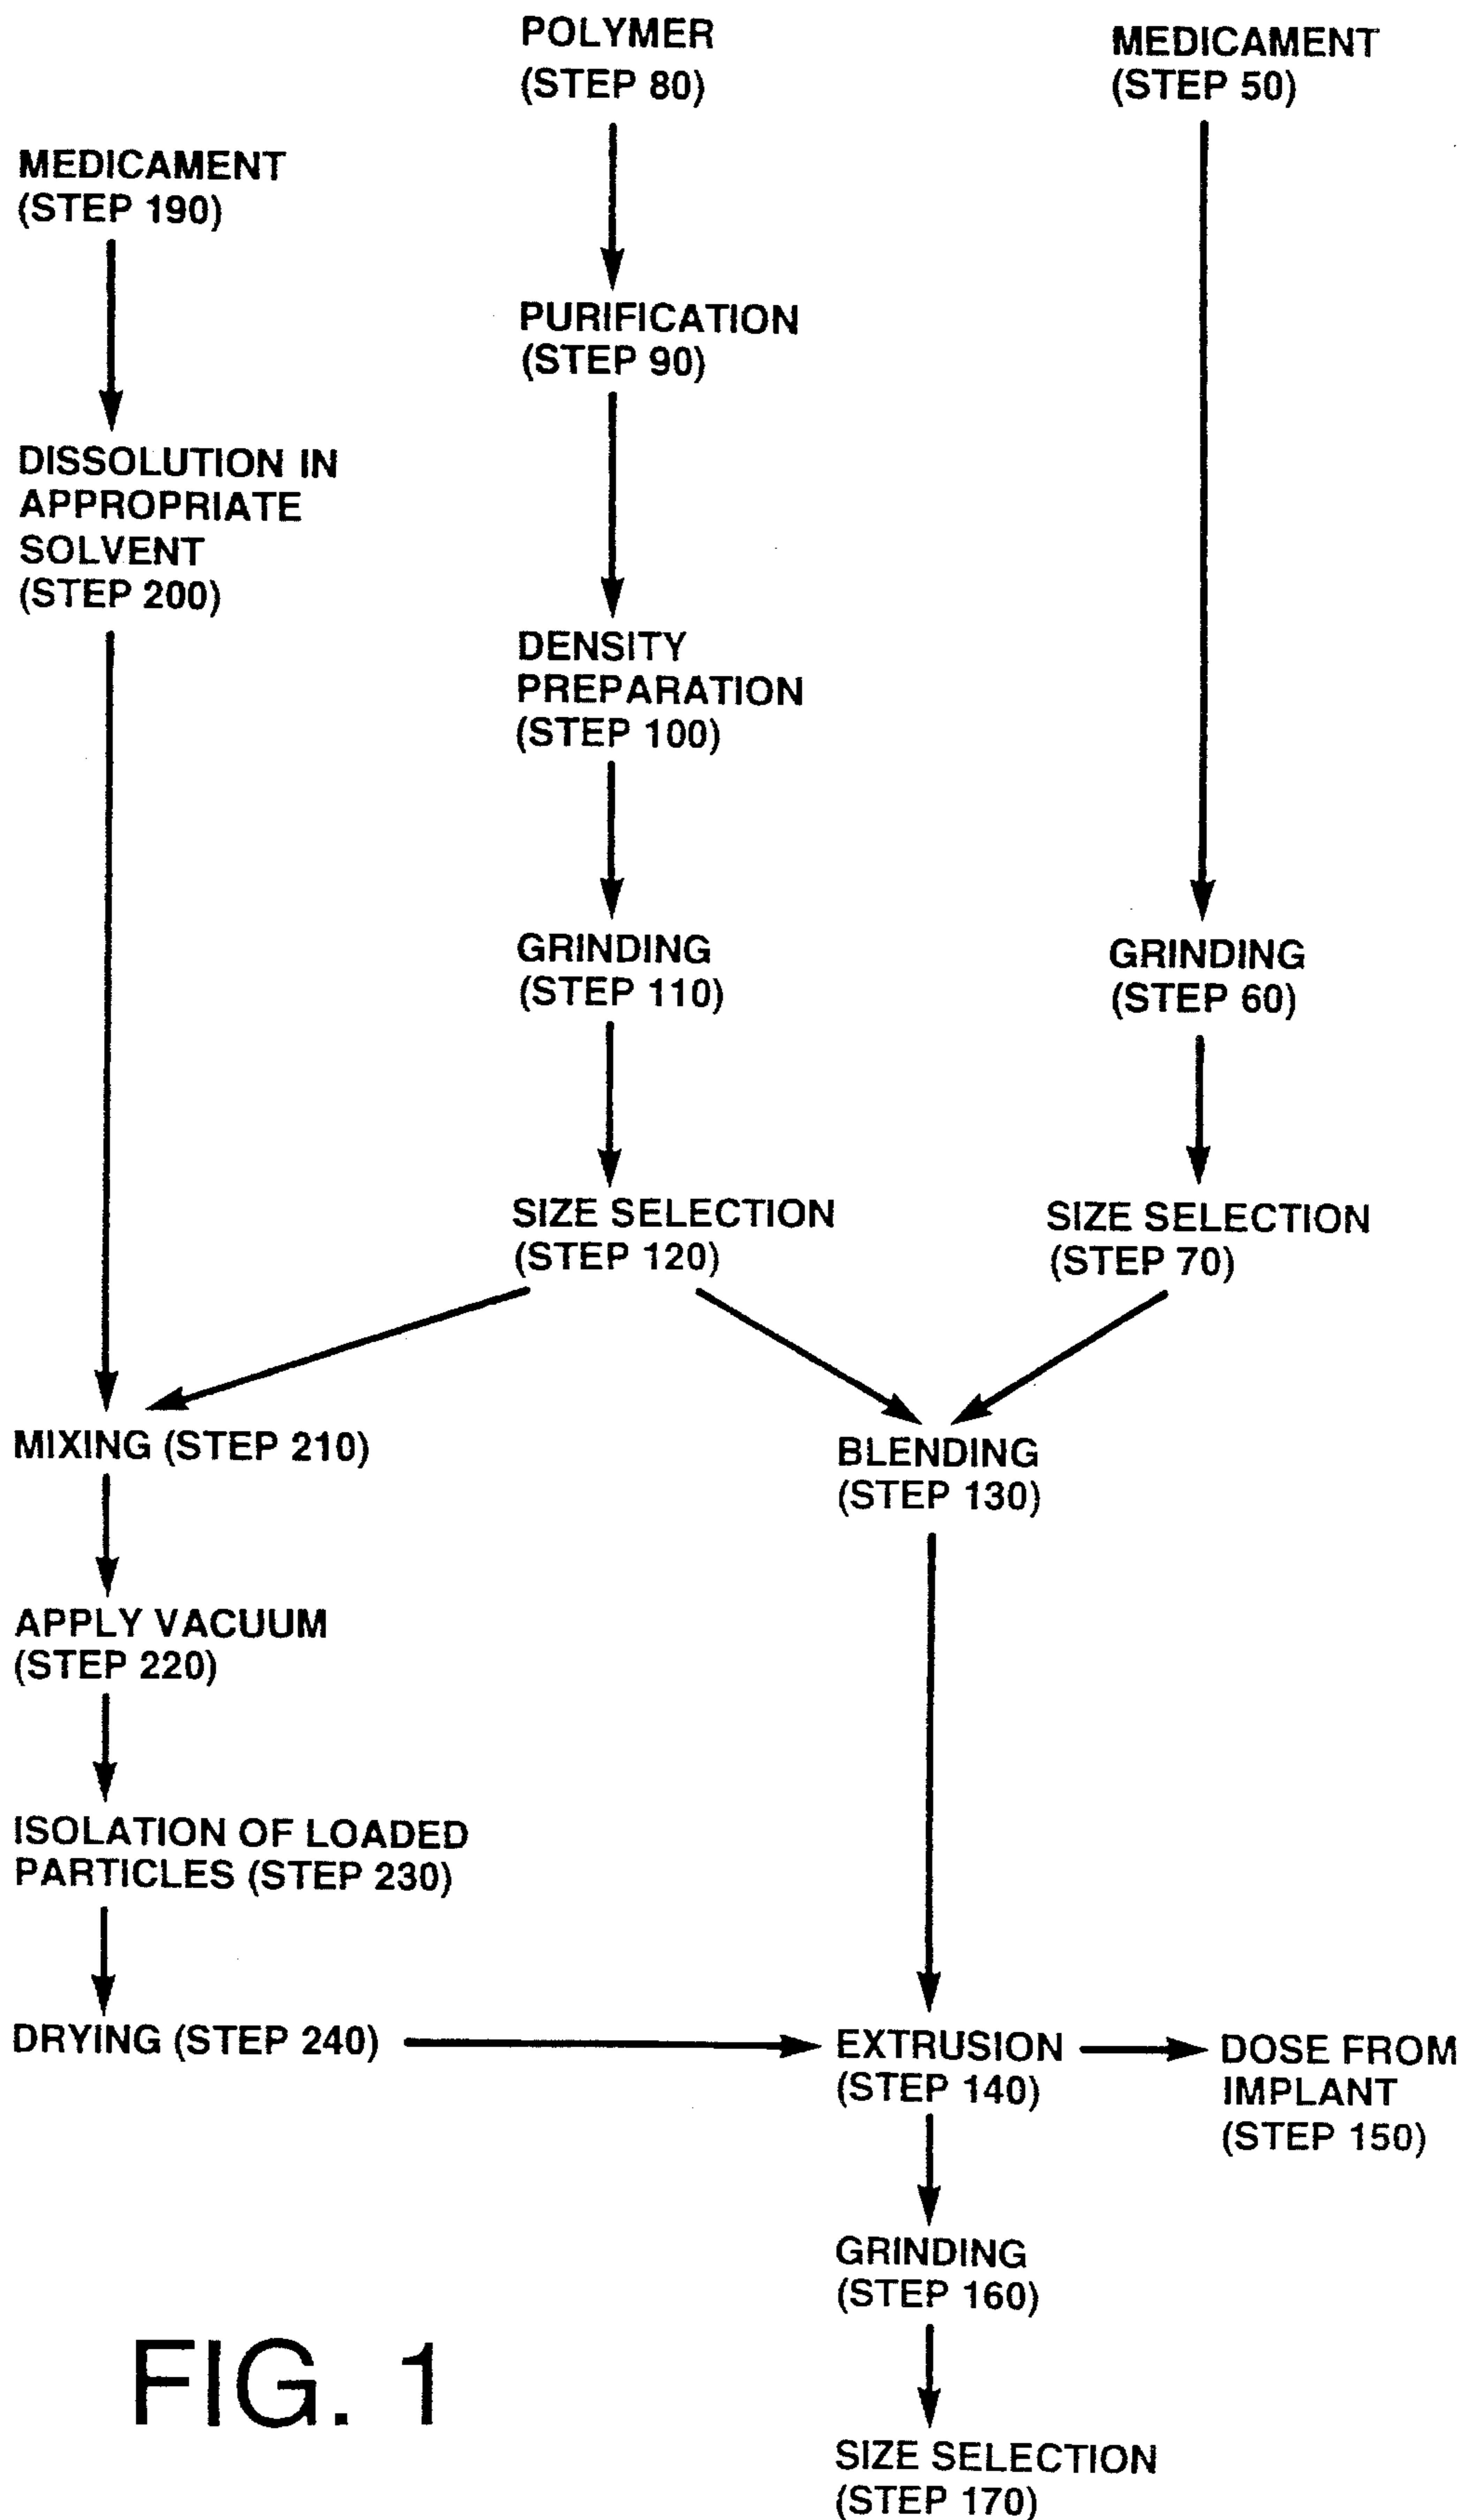 POLYMER
(STEP 80)
MEDICAMENT
(STEP 50)
MEDICAMENT
(STEP 190)
PURIFICATION
(STEP 90)
DISSOLUTION IN
APPROPRIATE
SOLVENT
(STEP 200)
DENSITY
PREPARATION
(STEP 100)
GRINDING
(STEP 110)
GRINDING
(STEP 60)
SIZE SELECTION
(STEP 120)
SIZE SELECTION
(STEP 70)
MIXING (STEP 210)
BLENDING
(STEP 130)
APPLY VACUUM
(STEP 220)
ISOLATION OF LOADED
PARTICLES (STEP 230)
DRYING (STEP 240)
EXTRUSION
(STEP 140)
DOSE FROM
IMPLANT
(STEP 150)
GRINDING
(STEP 160)
SIZE SELECTION
(STEP 170)
FIG. 1